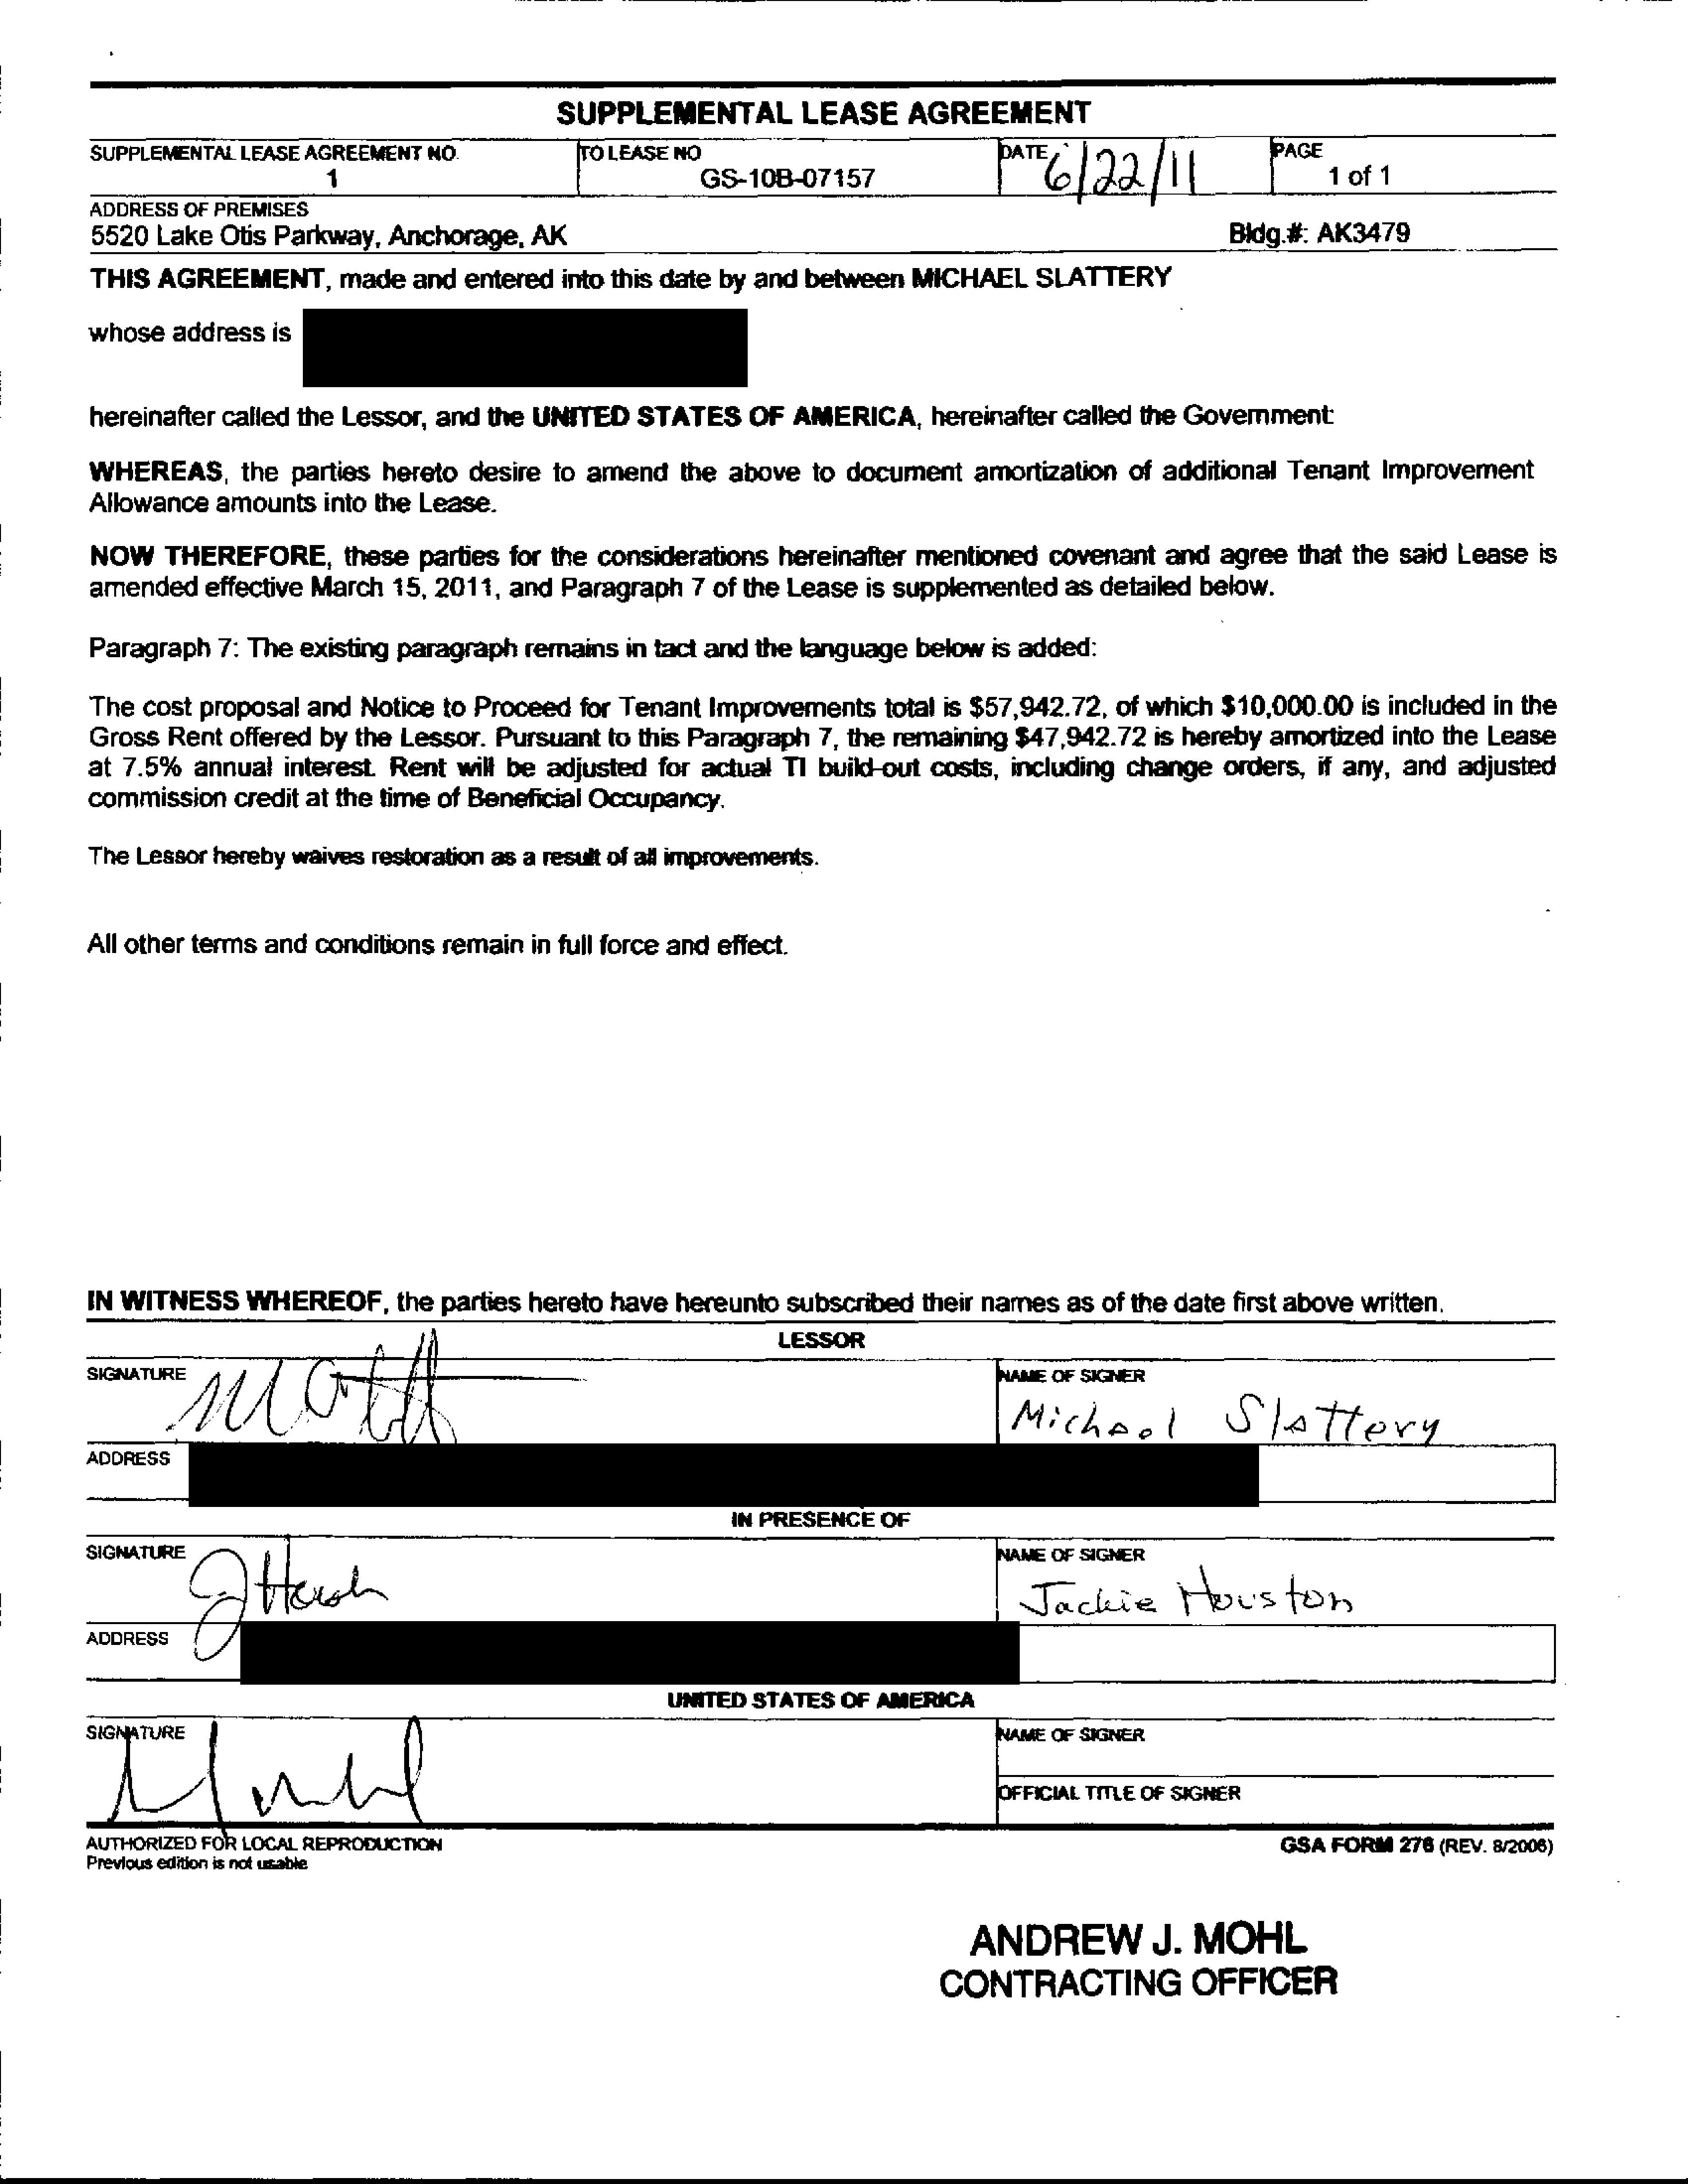 SUPPLEMENTAL LEASE AGREEMENT
SUPPLEMENTAL LEASE AGREEMENT NO. TO LEASE NO DATE PAGE
1 GS-10B-07157 6/22/11 1 of 1
ADDRESS OF PREMISES
5520 Lake Otis Parkway, Anchorage, AK Bldg.#: AK3479
THIS AGREEMENT, made and entered into this date by and between MICHAEL SLATTERY
whose address is
hereinafter called the Lessor, and the UNITED STATES OF AMERICA, hereinafter called the Government:
WHEREAS, the parties hereto desire to amend the above to document amortization of additional Tenant Improvement
Allowance amounts into the Lease.
NOW THEREFORE, these parties for the considerations hereinafter mentioned covenant and agree that the said Lease is
amended effective March 15, 2011, and Paragraph 7 of the Lease is supplemented as detailed below.
Paragraph 7: The existing paragraph remains in tact and the language below is added:
The cost proposal and Notice to Proceed for Tenant Improvements total is $57,942.72, of which $10,000.00 is included in the
Gross Rent offered by the Lessor. Pursuant to this Paragraph 7, the remaining $47,942.72 is hereby amortized into the Lease
at 7.5% annual interest. Rent will be adjusted for actual TI build-out costs, including change orders, if any, and adjusted
commission credit at the time of Beneficial Occupancy.
The Lessor hereby waives restoration as a result of all improvements.
All other terms and conditions remain in full force and effect.
IN WITNESS WHEREOF, the parties hereto have hereunto subscribed their names as of the date first above written.
LESSOR
SIGNATURE NAME OF SIGNER
Michael Slattery
ADDRESS
IN PRESENCE OF
SIGNATURE NAME OF SIGNER
Jackie Houston
ADDRESS
UNITED STATES OF AMERICA
SIGNATURE NAME OF SIGNER
OFFICIAL TITLE OF SIGNER
AUTHORIZED FOR LOCAL REPRODUCTION GSA FORM 276 (REV. 8/2006)
Previous edition is not usable
ANDREW J. MOHL
CONTRACTING OFFICER